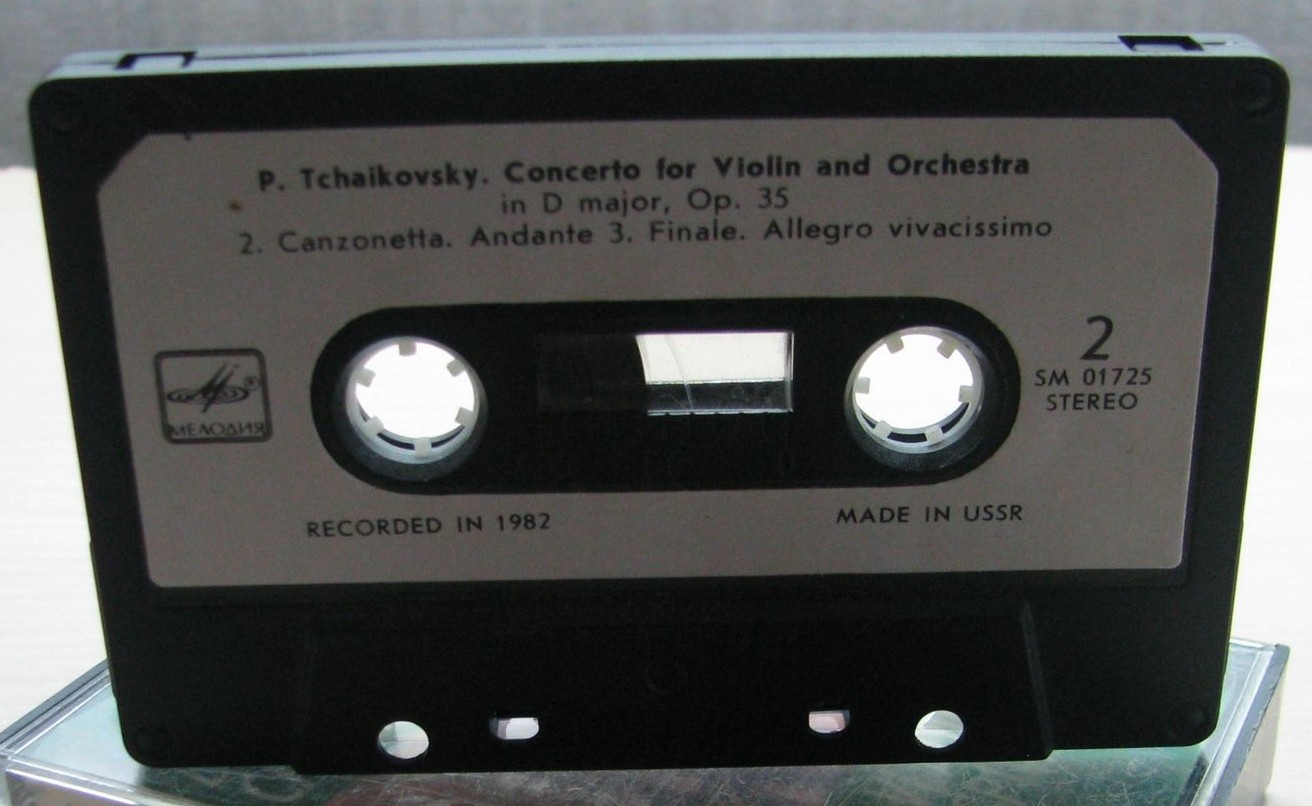 P. Tchaikovsky. Concerto for Violin and Orchestra
in D major, Op. 35
2. Canzonetta. Andante 3. Finale. Allegro vivacissimo
2
SM 01725
STEREO
®
МЕЛОДИЯ
RECORDED IN 1982
MADE IN USSR